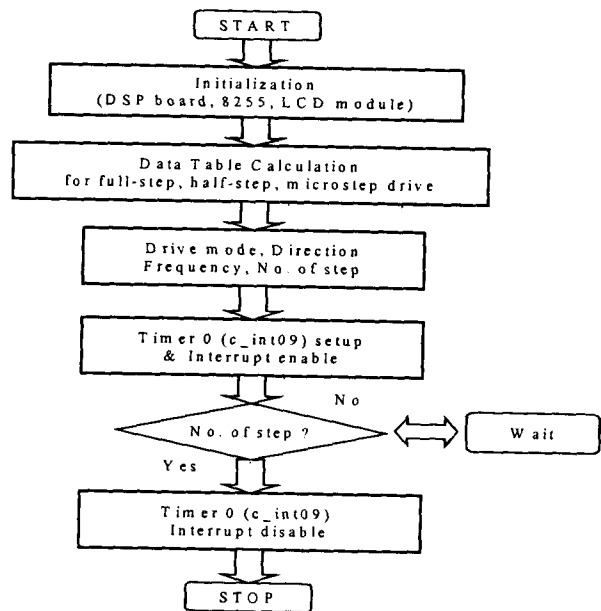 START
Initialization
(DSP board, 8255, LCD module)
Data Table Calculation
for full-step, half-step, microstep drive
Drive mode, Direction
Frequency, No. of step
Timer 0 (c_int09) setup
& Interrupt enable
No
No. of step ?
Wait
Yes
Timer 0 (c_int09)
Interrupt disable
STOP